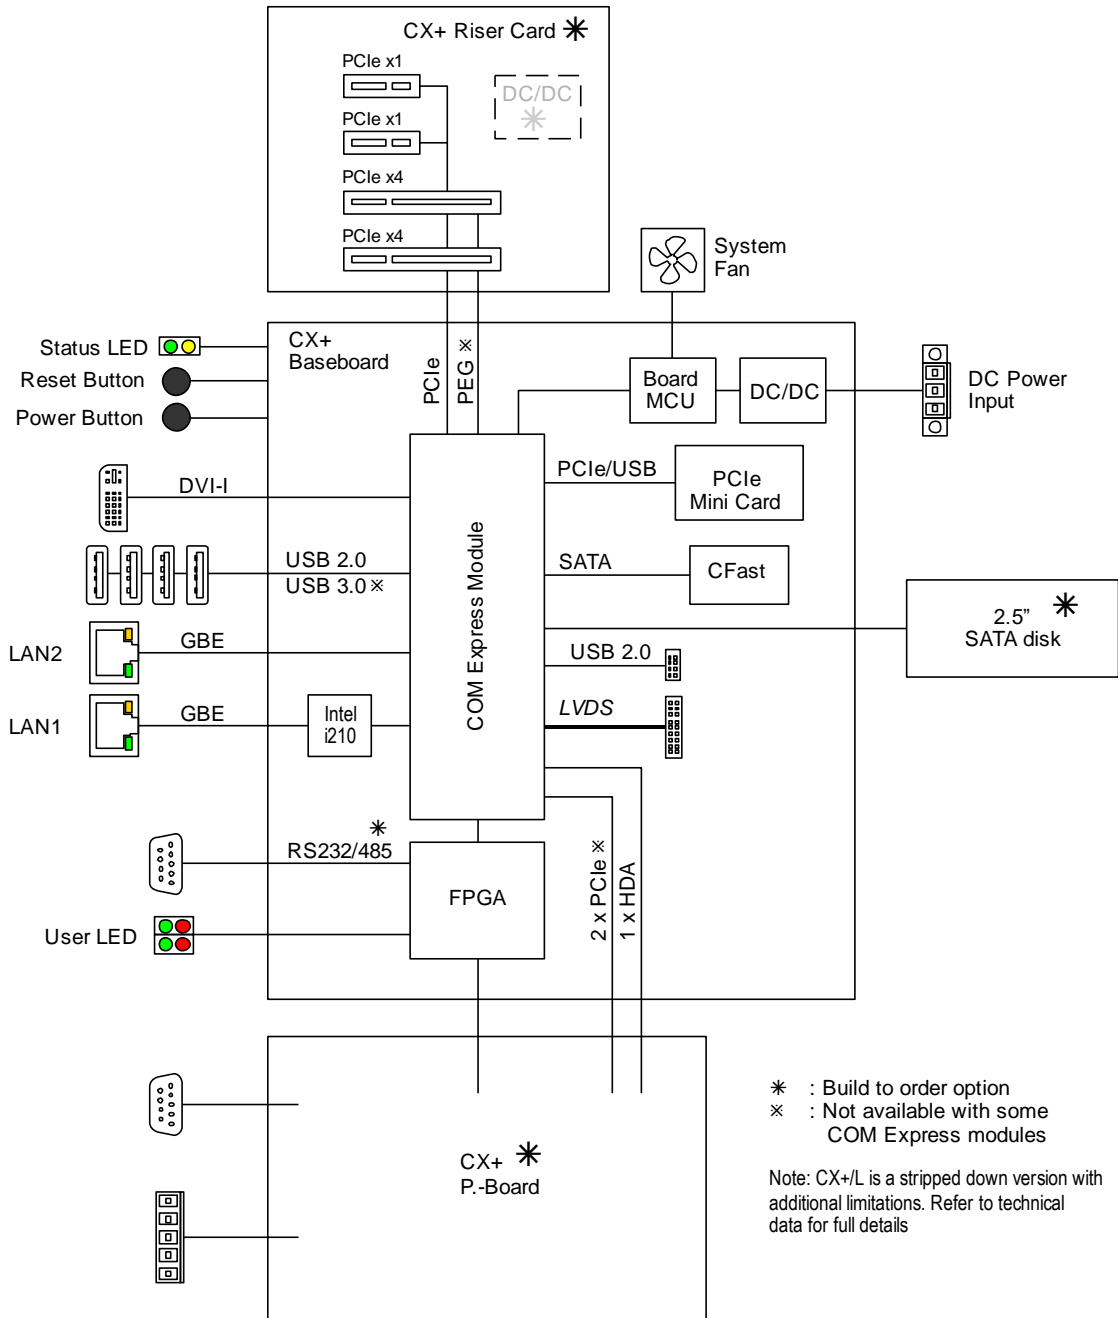 CX+ Riser Card *
PCIe x1
DC/DC
*
PCIe x1
PCIe x4
PCIe x4
System
Fan
CX+
Baseboard
Status LED
Reset Button
Power Button
PCIe
PEG ※
Board
MCU
DC/DC
DC Power
Input
DVI-I
PCIe/USB
PCIe
Mini Card
USB 2.0
USB 3.0 ※
COM Express Module
SATA
CFast
2.5” *
SATA disk
LAN2
GBE
USB 2.0
LAN1
GBE
Intel
i210
LVDS
*
RS232/485
FPGA
2 x PCIe ※
1 x HDA
User LED
CX+ *
P.-Board
* : Build to order option
※ : Not available with some
COM Express modules
Note: CX+/L is a stripped down version with
additional limitations. Refer to technical
data for full details